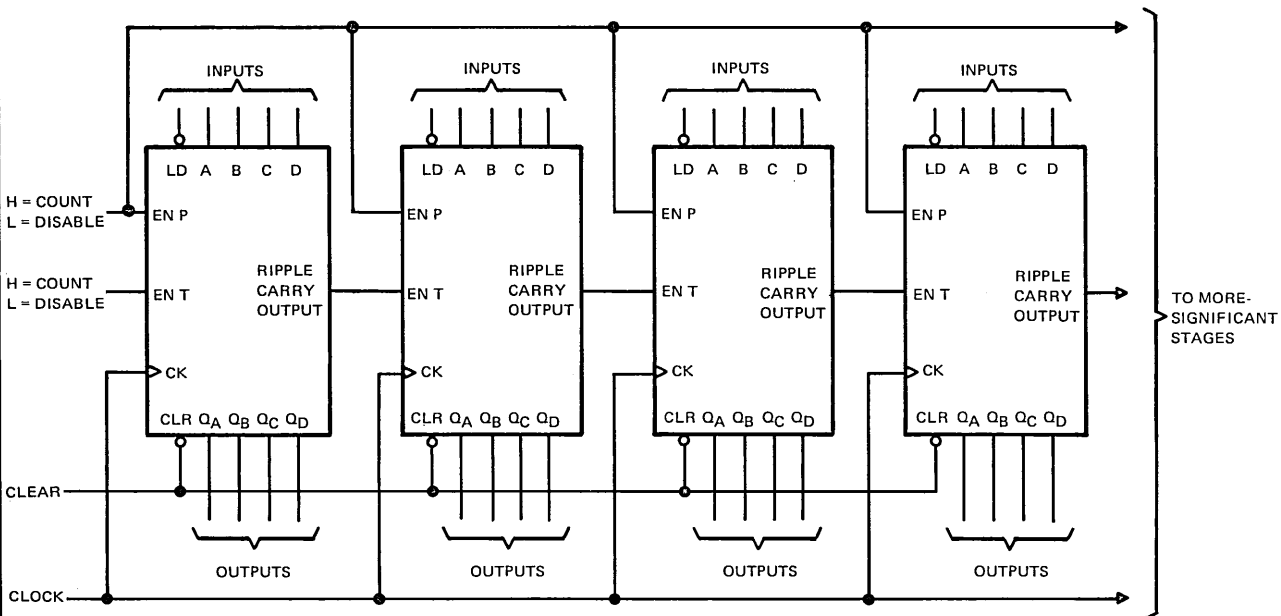 INPUTS INPUTS INPUTS INPUTS
LD A B C D LD A B C D LD A B C D LD A B C D
H = COUNT
L = DISABLE
EN P EN P EN P EN P
H = COUNT
L = DISABLE
EN T EN T EN T EN T
RIPPLE
CARRY
OUTPUT
RIPPLE
CARRY
OUTPUT
RIPPLE
CARRY
OUTPUT
RIPPLE
CARRY
OUTPUT
TO MORE-
SIGNIFICANT
STAGES
CK CK CK CK
CLR QA QB QC QD CLR QA QB QC QD CLR QA QB QC QD CLR QA QB QC QD
CLEAR
OUTPUTS OUTPUTS OUTPUTS OUTPUTS
CLOCK